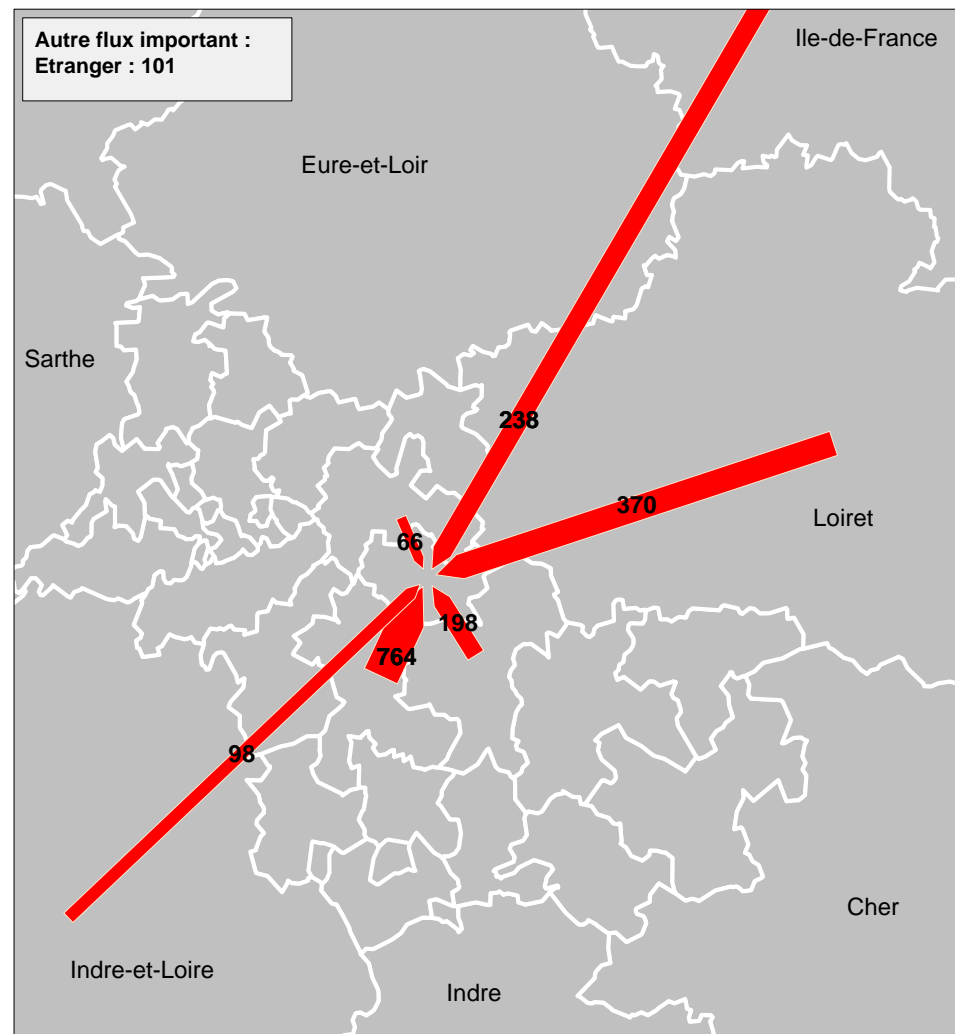 Autre flux important :
Etranger : 101
Ile-de-France
Eure-et-Loir
Sarthe
238
370
Loiret
66
198
764
98
Cher
Indre-et-Loire
Indre